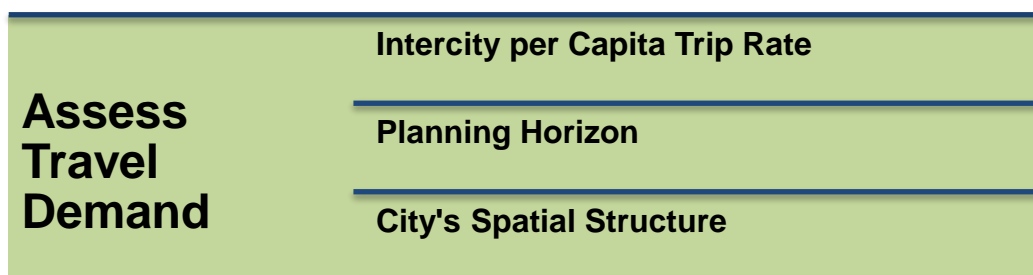 Assess
Travel
Demand
Intercity per Capita Trip Rate
Planning Horizon
City's Spatial Structure